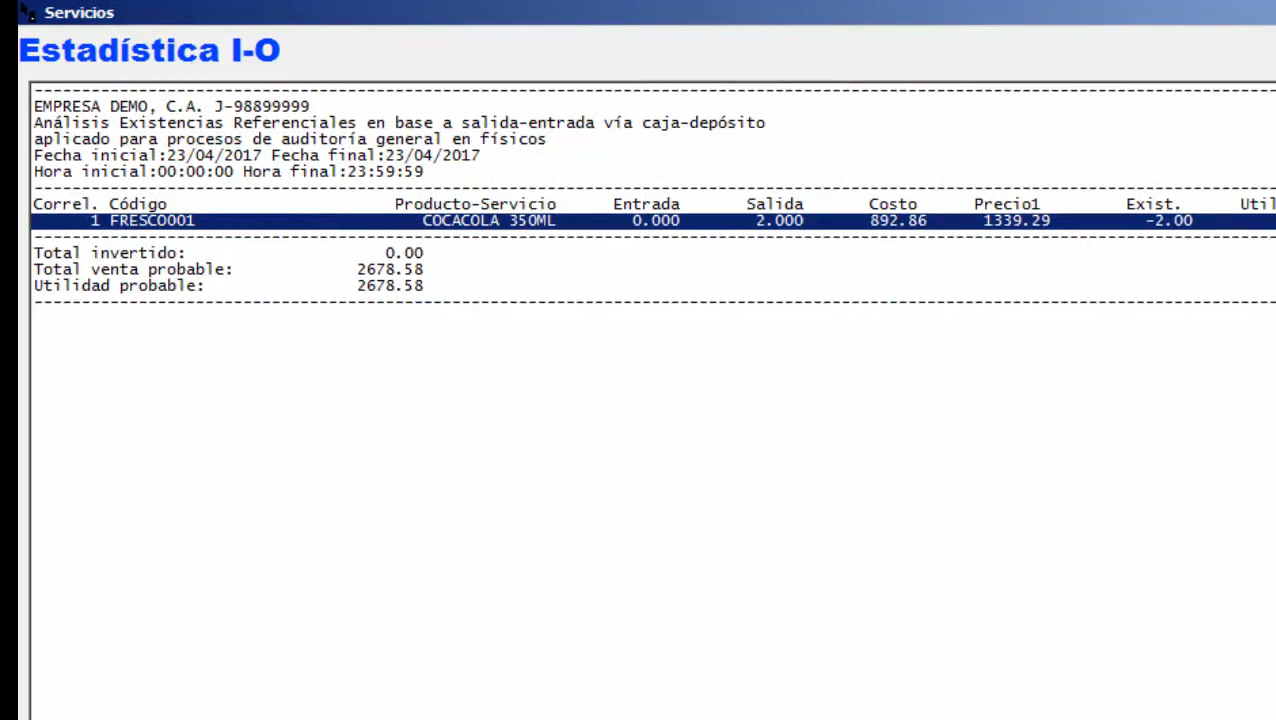 Servicios
Estadística I-O
--------------------------------------------------------------------------------------------------------------------------------------
EMPRESA DEMO, C.A. J-98899999
Análisis Existencias Referenciales en base a salida-entrada vía caja-depósito
aplicado para procesos de auditoría general en físicos
Fecha inicial:23/04/2017 Fecha final:23/04/2017
Hora inicial:00:00:00 Hora final:23:59:59
--------------------------------------------------------------------------------------------------------------------------------------
Correl. Código Producto-Servicio Entrada Salida Costo Precio1 Exist. Util
1 FRESCO001 COCACOLA 350ML 0.000 2.000 892.86 1339.29 -2.00
--------------------------------------------------------------------------------------------------------------------------------------
Total invertido: 0.00
Total venta probable: 2678.58
Utilidad probable: 2678.58
--------------------------------------------------------------------------------------------------------------------------------------